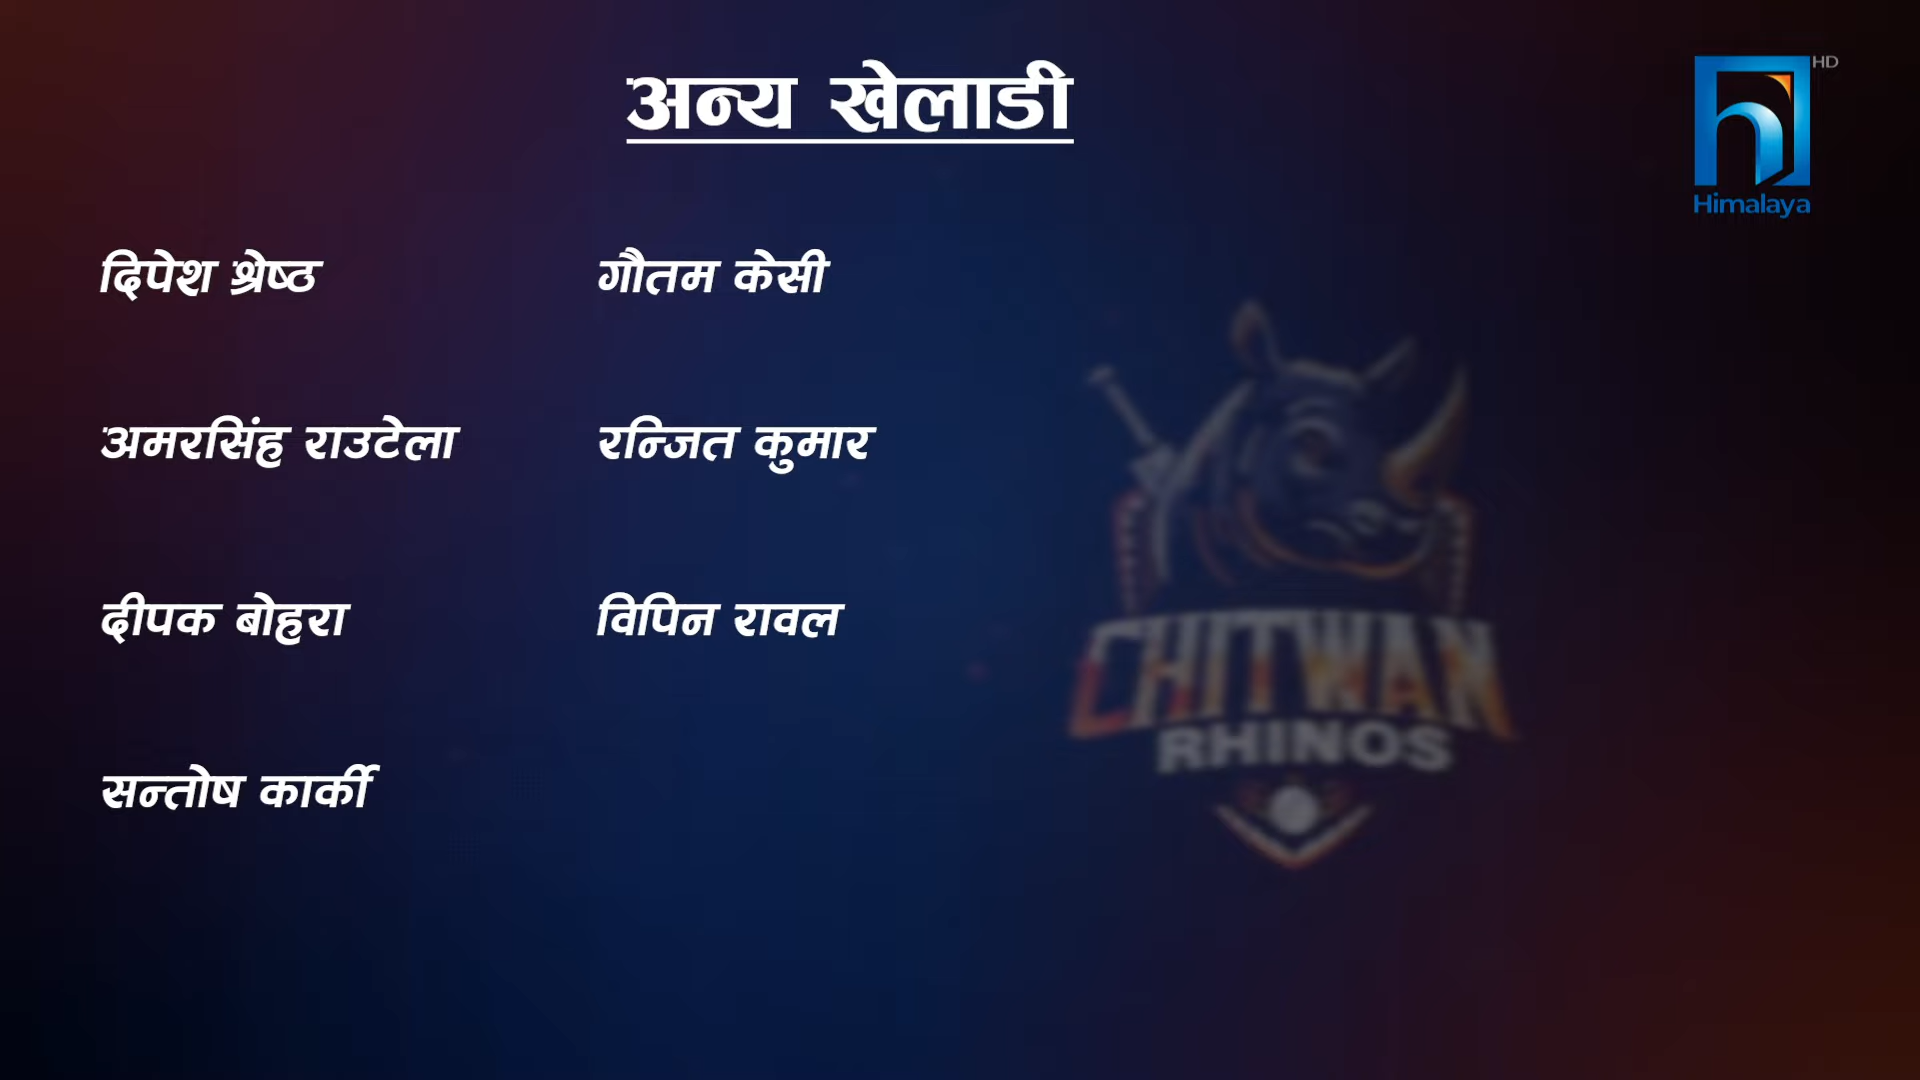 अन्य खेलाडी
HD
Himalaya
दिपेश श्रेष्ठ
गौतम केसी
अमरसिंह राउटेला
रन्जित कुमार
दीपक बोहरा
विपिन रावल
सन्तोष कार्की
CHITWAN
RHINOS